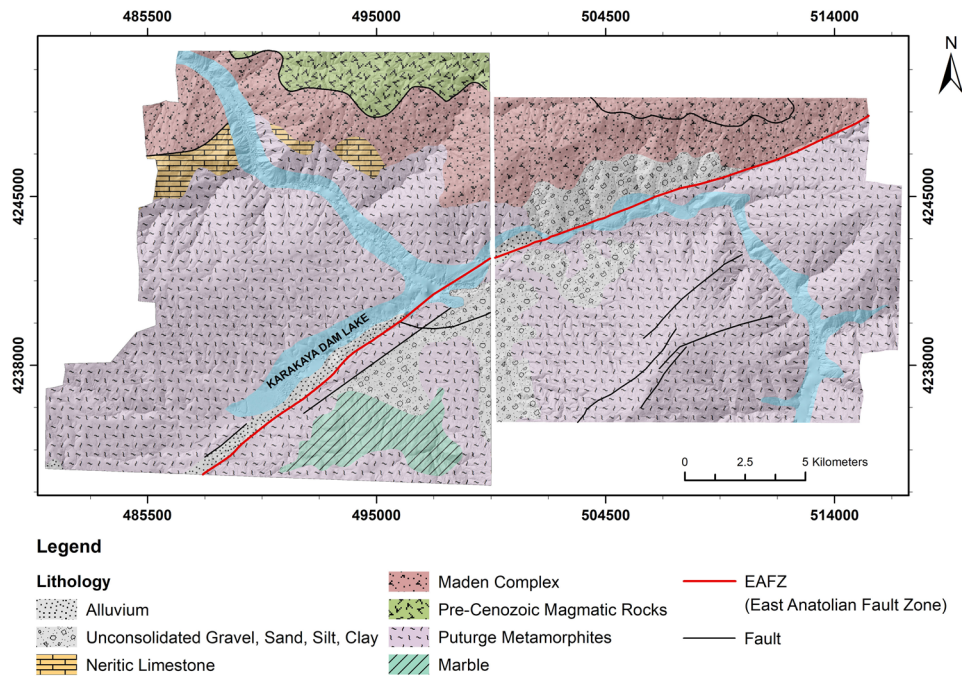 485500 495000 504500 514000
N
4245000 4245000
KARAKAYA DAM LAKE
4238000 4238000
0 2.5 5 Kilometers
485500 495000 504500 514000
Legend
Lithology
Alluvium
Unconsolidated Gravel, Sand, Silt, Clay
Neritic Limestone
Maden Complex
Pre-Cenozoic Magmatic Rocks
Puturge Metamorphites
Marble
EAFZ
(East Anatolian Fault Zone)
Fault